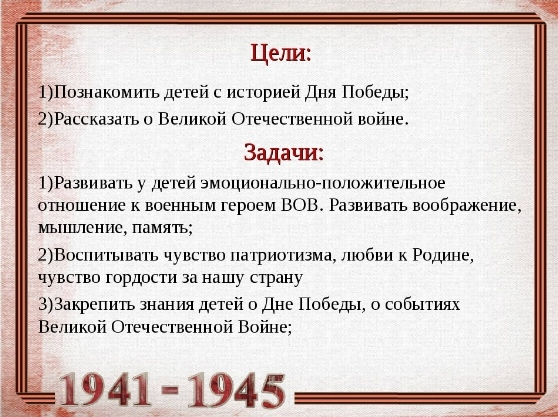 Цели:
1)Познакомить детей с историей Дня Победы;
2)Рассказать о Великой Отечественной войне.
Задачи:
1)Развивать у детей эмоционально-положительное
отношение к военным героем ВОВ. Развивать воображение,
мышление, память;
2)Воспитывать чувство патриотизма, любви к Родине,
чувство гордости за нашу страну
3)Закрепить знания детей о Дне Победы, о событиях
Великой Отечественной Войне;
1941-1945